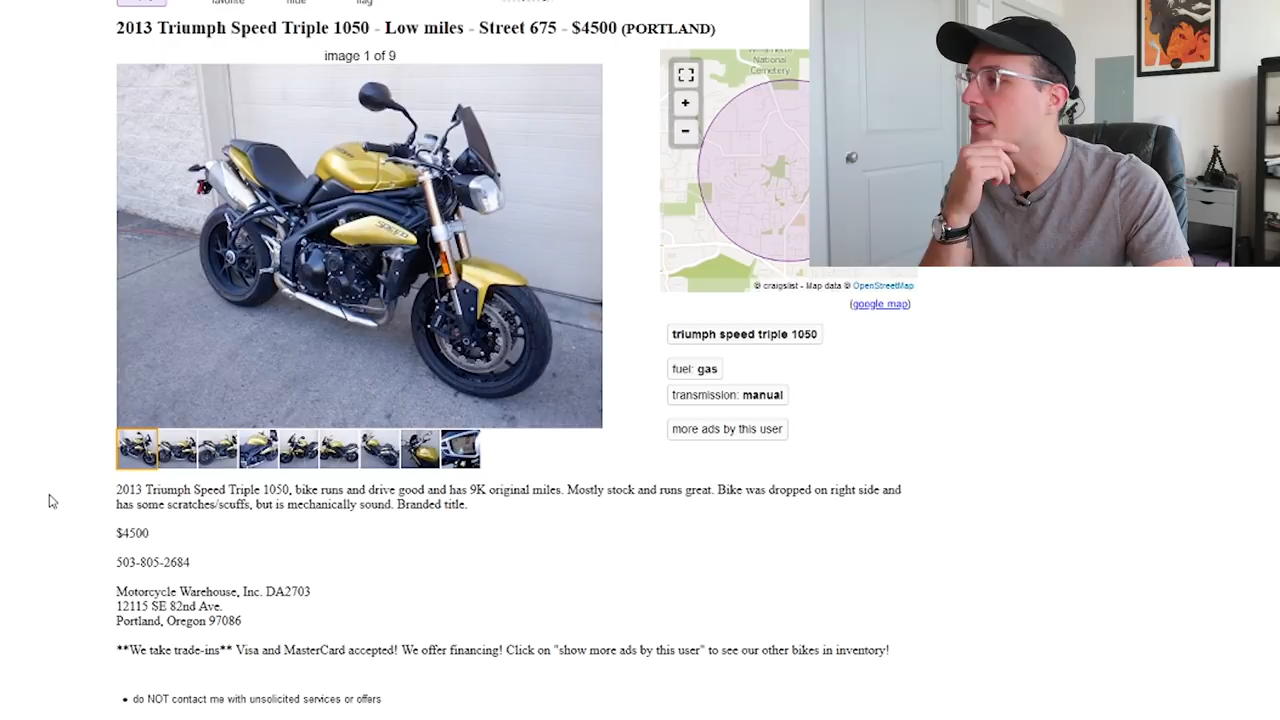 favorite
hide
flag
2013 Triumph Speed Triple 1050 - Low miles - Street 675 - $4500 (PORTLAND)
image 1 of 9
SPEED
National
Cemetery
+
-
© craigslist - Map data © OpenStreetMap
(google map)
triumph speed triple 1050
fuel: gas
transmission: manual
more ads by this user
2013 Triumph Speed Triple 1050, bike runs and drive good and has 9K original miles. Mostly stock and runs great. Bike was dropped on right side and
has some scratches/scuffs, but is mechanically sound. Branded title.
$4500
503-805-2684
Motorcycle Warehouse, Inc. DA2703
12115 SE 82nd Ave.
Portland, Oregon 97086
**We take trade-ins** Visa and MasterCard accepted! We offer financing! Click on "show more ads by this user" to see our other bikes in inventory!
• do NOT contact me with unsolicited services or offers